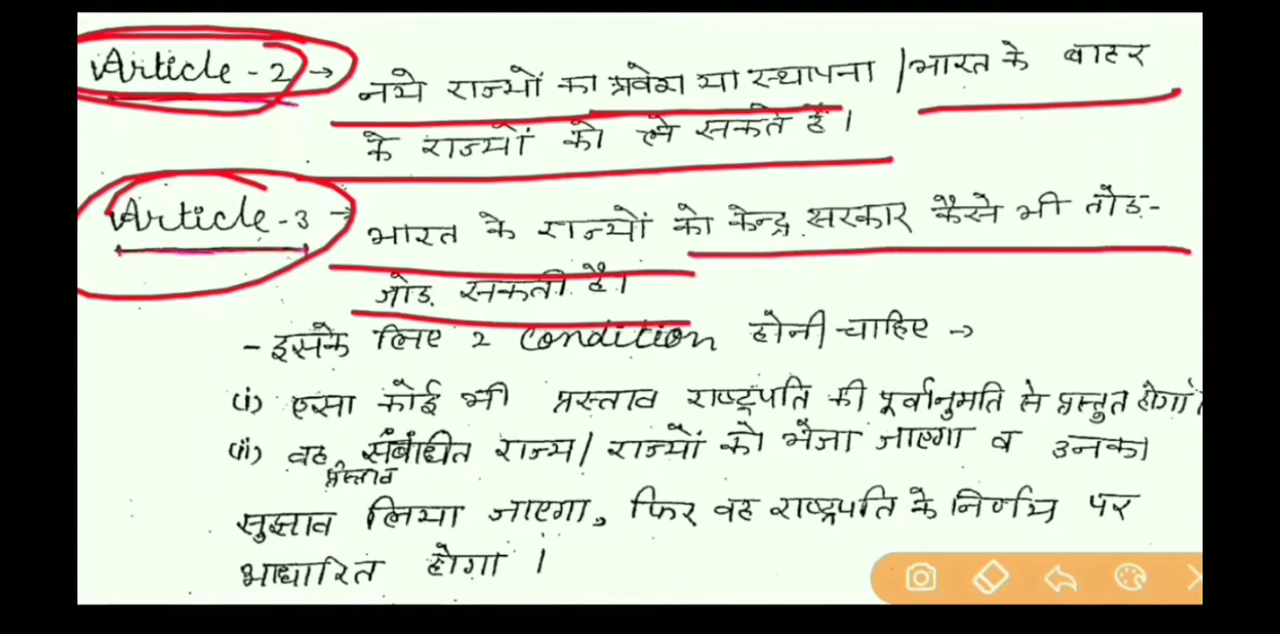 Article - 2 → नये राज्यों का प्रवेश या स्थापना / भारत के बाहर
के राज्यों को ले सकते हैं।
Article - 3 → भारत के राज्यों को केन्द्र सरकार कैसे भी तोड़-
जोड़ सकती है।
- इसके लिए 2 condition होनी चाहिए →
(i) एसा कोई भी प्रस्ताव राष्ट्रपति की पूर्वानुमति से प्रस्तुत होगा।
(ii) वह प्रस्ताव संबंधित राज्य/राज्यों को भेजा जाएगा व उनका
सुझाव लिया जाएगा, फिर वह राष्ट्रपति के निर्णय पर
आधारित होगा।